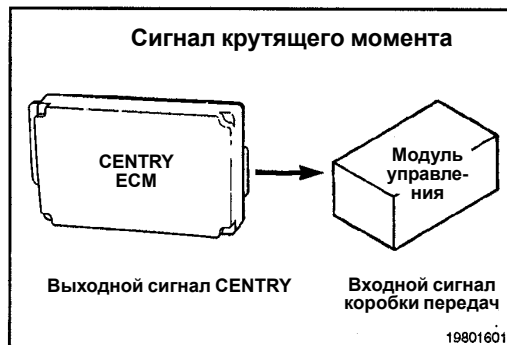 Сигнал крутящего момента
CENTRY
ECM
Модуль
управле-
ния
Выходной сигнал CENTRY
Входной сигнал
коробки передач
19801601